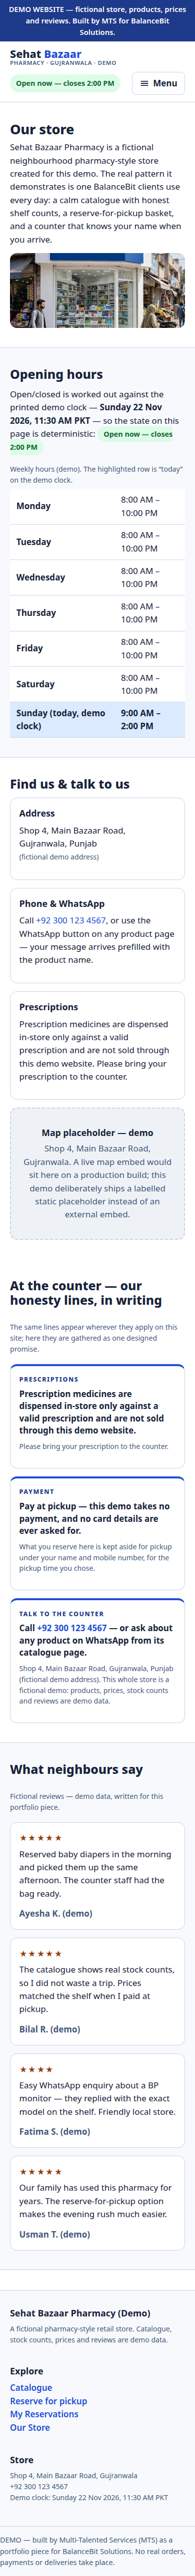 DEMO WEBSITE — fictional store, products, prices
and reviews. Built by MTS for BalanceBit
Solutions.
Sehat Bazaar
PHARMACY · GUJRANWALA · DEMO
Open now — closes 2:00 PM
Menu
Our store
Sehat Bazaar Pharmacy is a fictional
neighbourhood pharmacy-style store
created for this demo. The real pattern it
demonstrates is one BalanceBit clients use
every day: a calm catalogue with honest
shelf counts, a reserve-for-pickup basket,
and a counter that knows your name when
you arrive.
Opening hours
Open/closed is worked out against the
printed demo clock — Sunday 22 Nov
2026, 11:30 AM PKT — so the state on this
page is deterministic: Open now — closes
2:00 PM
Weekly hours (demo). The highlighted row is “today”
on the demo clock.
Monday 8:00 AM –
10:00 PM
Tuesday 8:00 AM –
10:00 PM
Wednesday 8:00 AM –
10:00 PM
Thursday 8:00 AM –
10:00 PM
Friday 8:00 AM –
10:00 PM
Saturday 8:00 AM –
10:00 PM
Sunday (today, demo 9:00 AM –
clock) 2:00 PM
Find us & talk to us
Address
Shop 4, Main Bazaar Road,
Gujranwala, Punjab
(fictional demo address)
Phone & WhatsApp
Call +92 300 123 4567, or use the
WhatsApp button on any product page
— your message arrives prefilled with
the product name.
Prescriptions
Prescription medicines are dispensed
in-store only against a valid
prescription and are not sold through
this demo website. Please bring your
prescription to the counter.
Map placeholder — demo
Shop 4, Main Bazaar Road,
Gujranwala. A live map embed would
sit here on a production build; this
demo deliberately ships a labelled
static placeholder instead of an
external embed.
At the counter — our
honesty lines, in writing
The same lines appear wherever they apply on this
site; here they are gathered as one designed
promise.
PRESCRIPTIONS
Prescription medicines are
dispensed in-store only against a
valid prescription and are not sold
through this demo website.
Please bring your prescription to the counter.
PAYMENT
Pay at pickup — this demo takes no
payment, and no card details are
ever asked for.
What you reserve here is kept aside for pickup
under your name and mobile number, for the
pickup time you chose.
TALK TO THE COUNTER
Call +92 300 123 4567 — or ask about
any product on WhatsApp from its
catalogue page.
Shop 4, Main Bazaar Road, Gujranwala, Punjab
(fictional demo address). This whole store is a
fictional demo: products, prices, stock counts
and reviews are demo data.
What neighbours say
Fictional reviews — demo data, written for this
portfolio piece.
★★★★★
Reserved baby diapers in the morning
and picked them up the same
afternoon. The counter staff had the
bag ready.
Ayesha K. (demo)
★★★★★
The catalogue shows real stock counts,
so I did not waste a trip. Prices
matched the shelf when I paid at
pickup.
Bilal R. (demo)
★★★★
Easy WhatsApp enquiry about a BP
monitor — they replied with the exact
model on the shelf. Friendly local store.
Fatima S. (demo)
★★★★★
Our family has used this pharmacy for
years. The reserve-for-pickup option
makes the evening rush much easier.
Usman T. (demo)
Sehat Bazaar Pharmacy (Demo)
A fictional pharmacy-style retail store. Catalogue,
stock counts, prices and reviews are demo data.
Explore
Catalogue
Reserve for pickup
My Reservations
Our Store
Store
Shop 4, Main Bazaar Road, Gujranwala
+92 300 123 4567
Demo clock: Sunday 22 Nov 2026, 11:30 AM PKT
DEMO — built by Multi-Talented Services (MTS) as a
portfolio piece for BalanceBit Solutions. No real orders,
payments or deliveries take place.